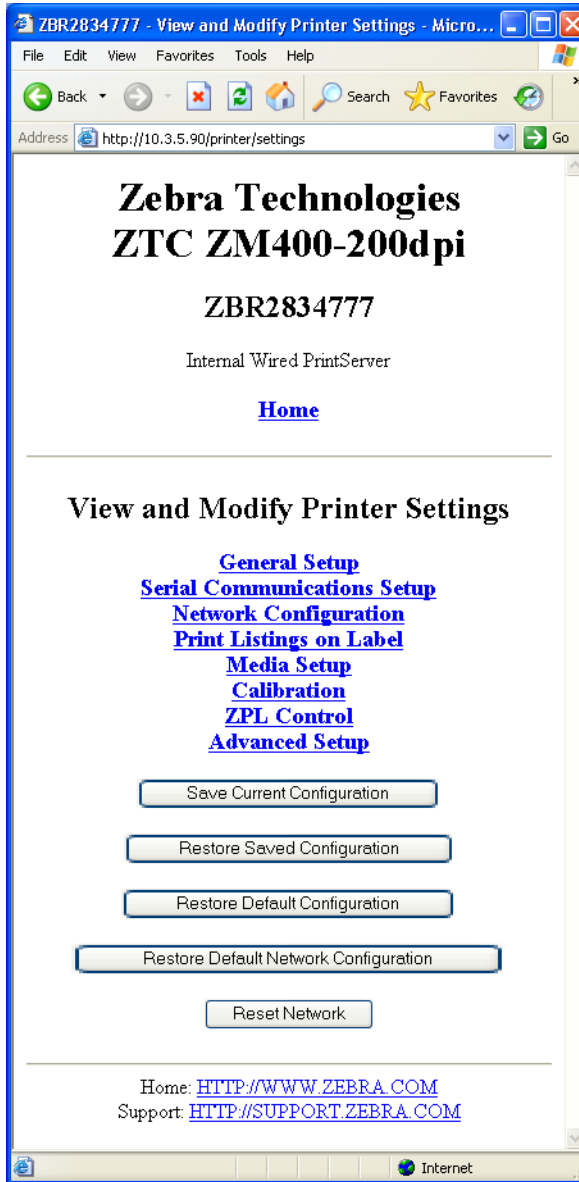 ZBR2834777 - View and Modify Printer Settings - Micro...
File Edit View Favorites Tools Help
Back Search Favorites »
Address http://10.3.5.90/printer/settings Go
Zebra Technologies
ZTC ZM400-200dpi
ZBR2834777
Internal Wired PrintServer
Home
View and Modify Printer Settings
General Setup
Serial Communications Setup
Network Configuration
Print Listings on Label
Media Setup
Calibration
ZPL Control
Advanced Setup
Save Current Configuration
Restore Saved Configuration
Restore Default Configuration
Restore Default Network Configuration
Reset Network
Home: HTTP://WWW.ZEBRA.COM
Support: HTTP://SUPPORT.ZEBRA.COM
Internet